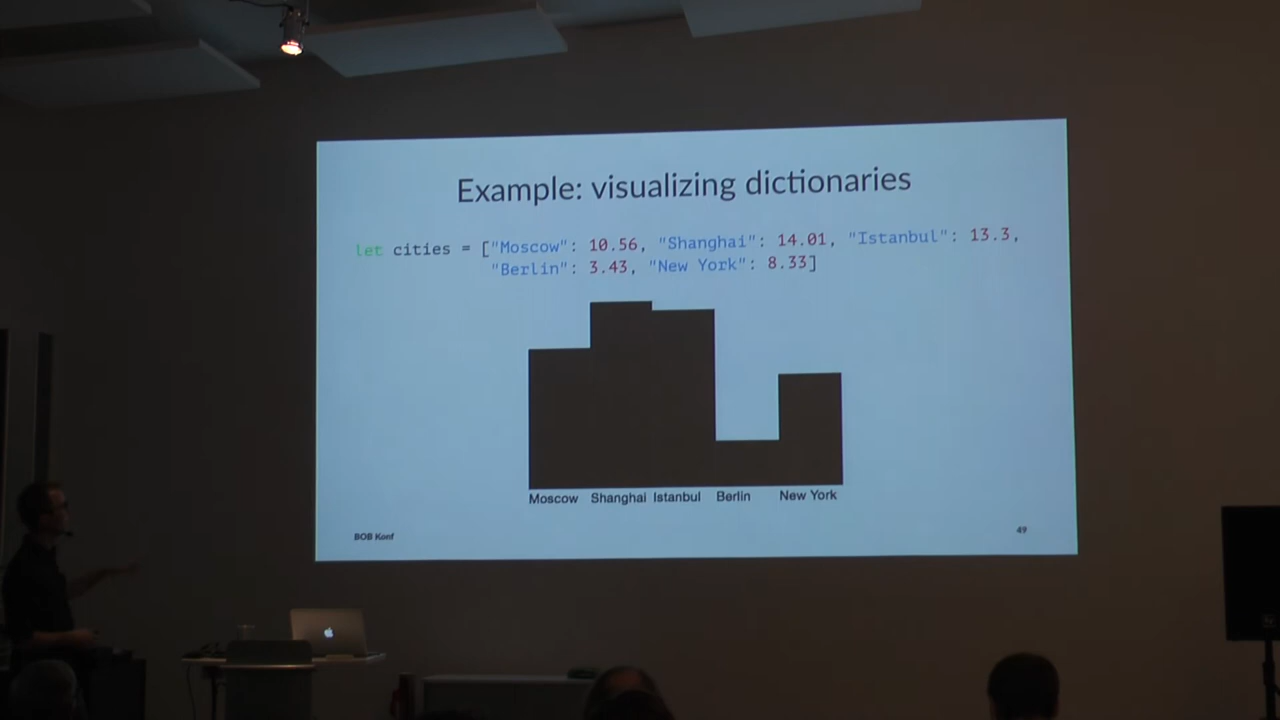 Example: visualizing dictionaries
let cities = ["Moscow": 10.56, "Shanghai": 14.01, "Istanbul": 13.3,
"Berlin": 3.43, "New York": 8.33]
Moscow Shanghai Istanbul Berlin New York
BOB Konf
49